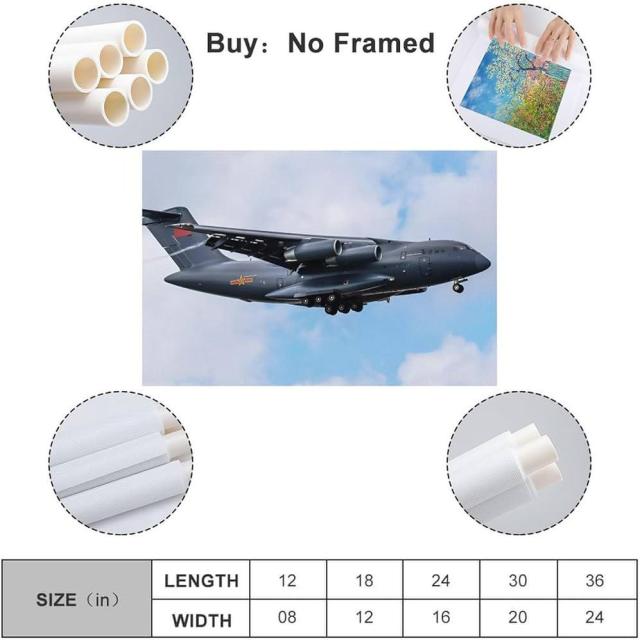 Buy： No Framed
SIZE（in） LENGTH 12 18 24 30 36
WIDTH 08 12 16 20 24